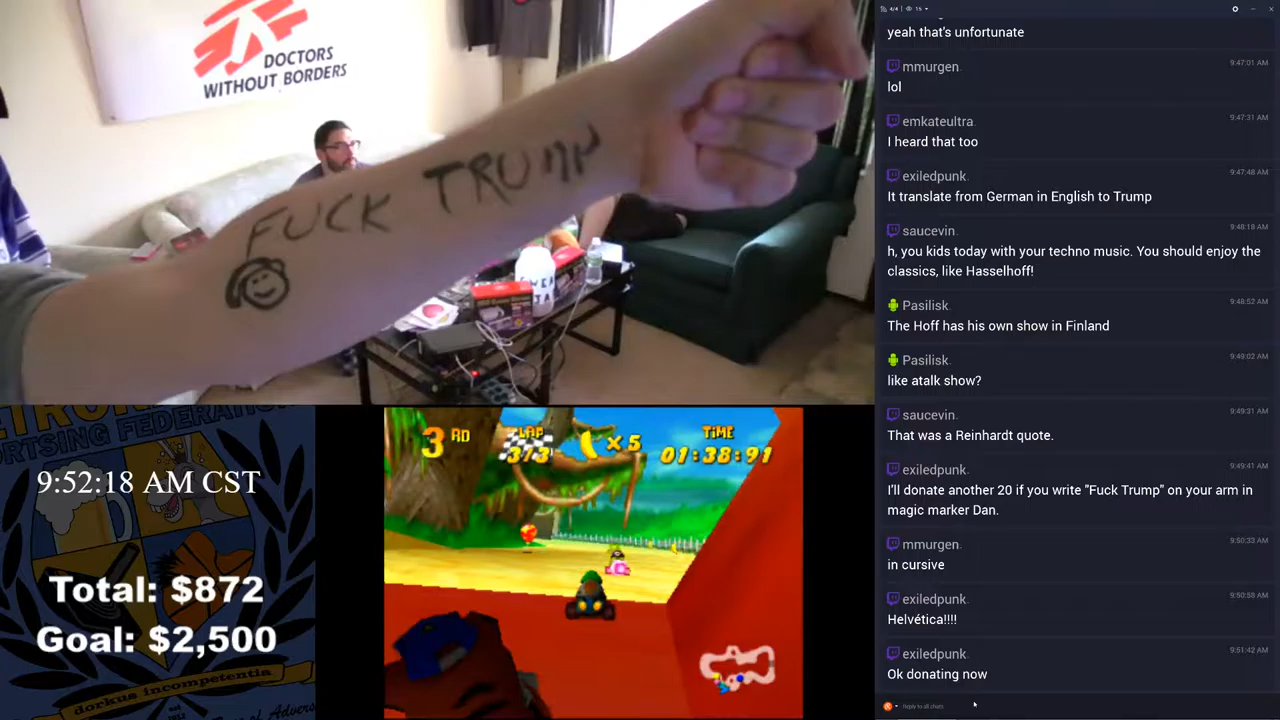 DOCTORS
WITHOUT BORDERS
FUCK TRUMP
9:52:18 AM CST
Total: $872
Goal: $2,500
dorkus incompetentia
3RD
LAP
3/3
×5
TIME
01:38:91
4/4
yeah that's unfortunate
mmurgen.
9:47:01 AM
lol
emkateultra.
9:47:31 AM
I heard that too
exiledpunk.
9:47:48 AM
It translate from German in English to Trump
saucevin.
9:48:18 AM
h, you kids today with your techno music. You should enjoy the
classics, like Hasselhoff!
Pasilisk.
9:48:52 AM
The Hoff has his own show in Finland
Pasilisk.
9:49:02 AM
like atalk show?
saucevin.
9:49:31 AM
That was a Reinhardt quote.
exiledpunk.
9:49:41 AM
I'll donate another 20 if you write "Fuck Trump" on your arm in
magic marker Dan.
mmurgen.
9:50:33 AM
in cursive
exiledpunk.
9:50:58 AM
Helvética!!!!
exiledpunk.
9:51:42 AM
Ok donating now
Reply to all chats